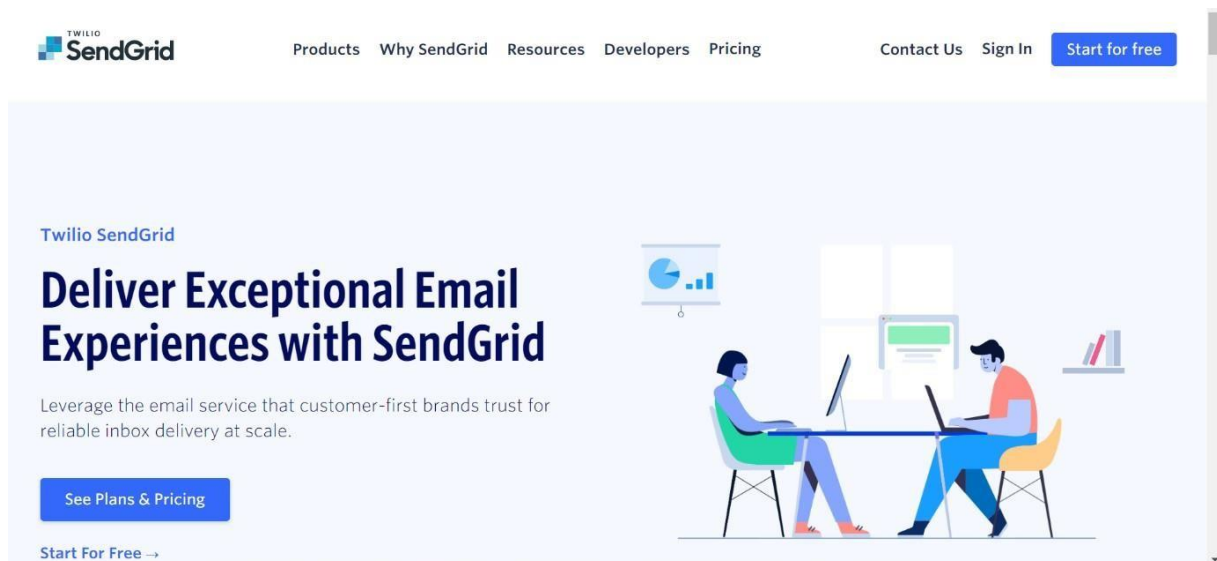 TWILIO
SendGrid
Products Why SendGrid Resources Developers Pricing Contact Us Sign In Start for free
Twilio SendGrid
Deliver Exceptional Email
Experiences with SendGrid
Leverage the email service that customer-first brands trust for
reliable inbox delivery at scale.
See Plans & Pricing
Start For Free →